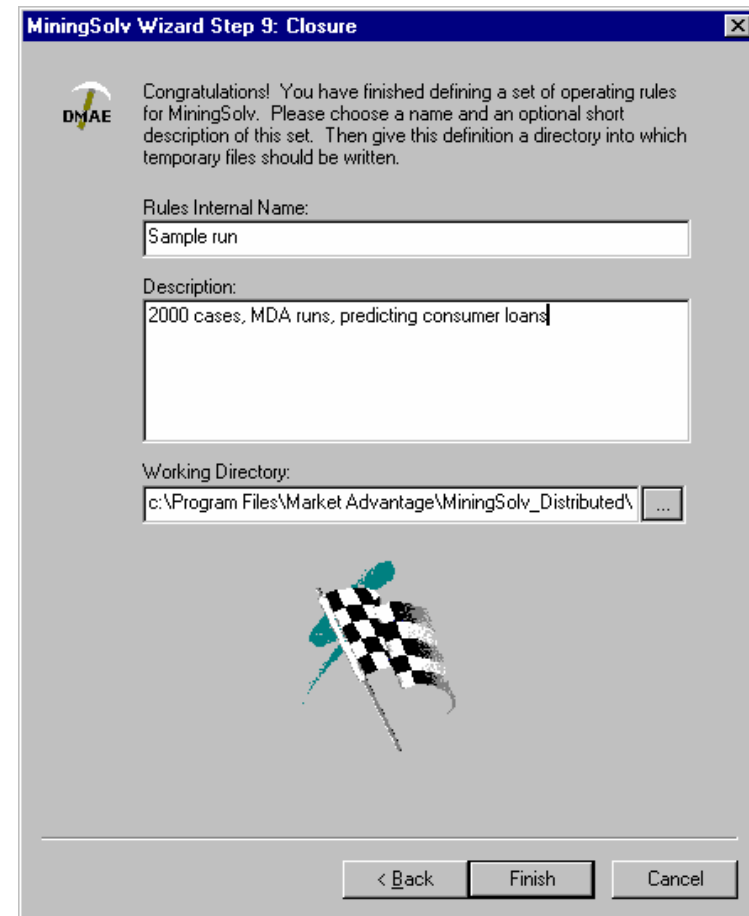 MiningSolv Wizard Step 9: Closure
DMAE
Congratulations! You have finished defining a set of operating rules
for MiningSolv. Please choose a name and an optional short
description of this set. Then give this definition a directory into which
temporary files should be written.
Rules Internal Name:
Sample run
Description:
2000 cases, MDA runs, predicting consumer loans
Working Directory:
c:\Program Files\Market Advantage\MiningSolv_Distributed\
...
< Back
Finish
Cancel